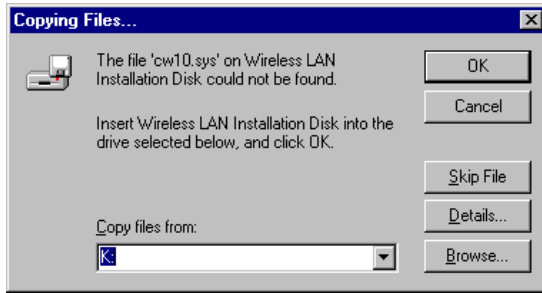 Copying Files...
The file 'cw10.sys' on Wireless LAN
Installation Disk could not be found.
Insert Wireless LAN Installation Disk into the
drive selected below, and click OK.
OK
Cancel
Skip File
Details...
Browse...
Copy files from:
K: